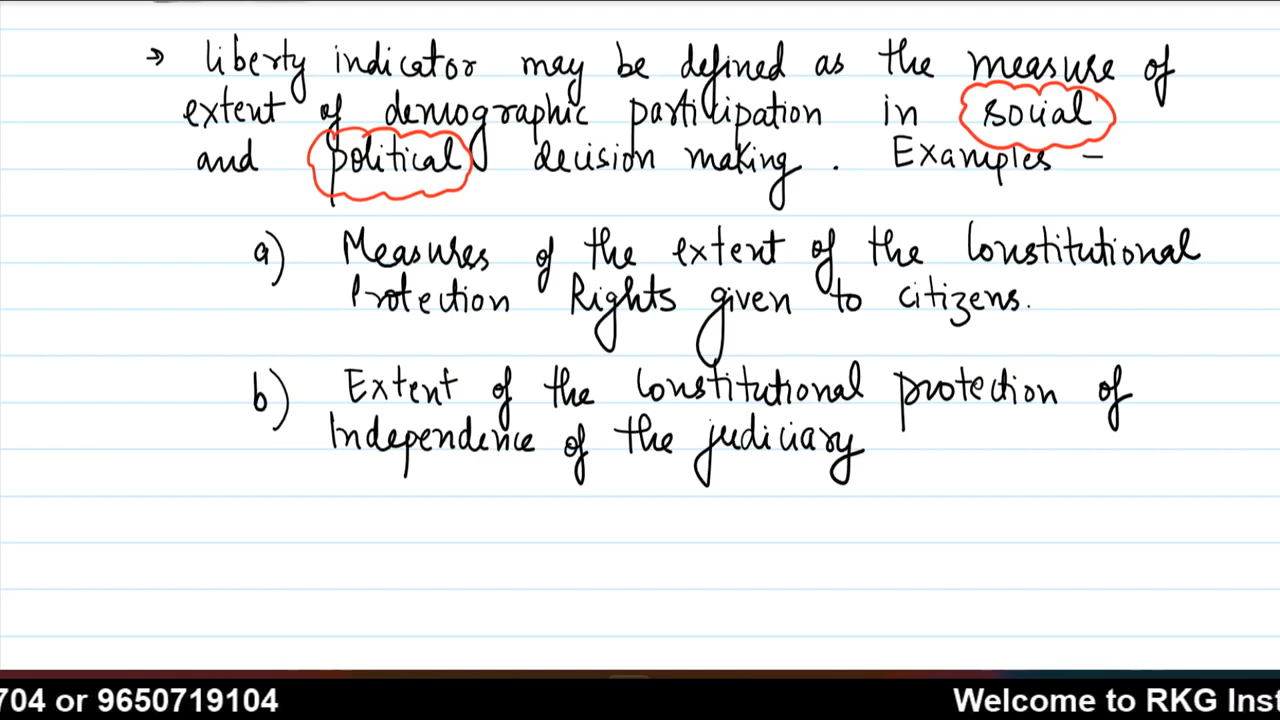 → liberty indicator may be defined as the measure of
extent of demographic participation in social
and political decision making . Examples –
a) Measures of the extent of the Constitutional
Protection Rights given to citizens.
b) Extent of the Constitutional protection of
Independence of the judiciary
704 or 9650719104
Welcome to RKG Inst